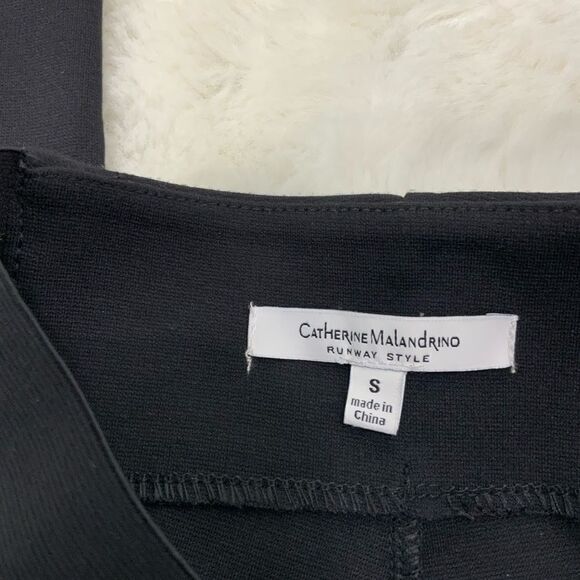 CatHerine Malandrino
RUNWAY STYLE
S
made in
China